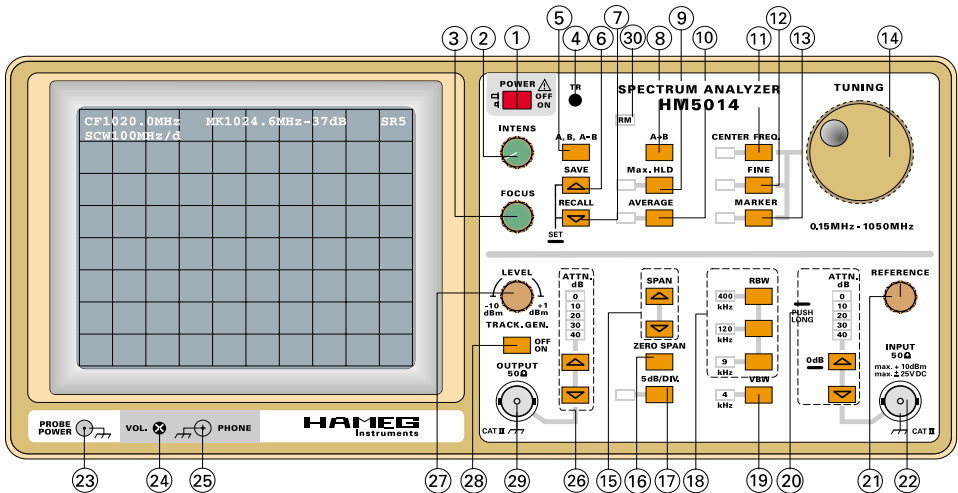 5 7 9 12
3 2 1 4 6 8 10 11 13 14
30
POWER OFF
ON
TR
SPECTRUM ANALYZER
HM5014
TUNING
RM
CF1020.0MHz MK1024.6MHz-37dB SR5
SCW100MHz/d
INTENS
A, B, A-B
A→B
CENTER FREQ.
SAVE
Max. HLD
FINE
FOCUS
RECALL
AVERAGE
MARKER
SET
0.15MHz - 1050MHz
LEVEL
-10
dBm
+1
dBm
ATTN.
dB
0
10
20
30
40
SPAN
RBW
400
kHz
120
kHz
9
kHz
ATTN.
dB
0
10
20
30
40
PUSH
LONG
REFERENCE
TRACK. GEN.
OFF
ON
ZERO SPAN
0dB
INPUT
50Ω
max. + 10dBm
max. ± 25V DC
OUTPUT
50Ω
5dB/DIV.
VBW
4
kHz
CAT II
CAT II
PROBE
POWER
VOL.
PHONE
HAMEG
Instruments
23 24 25 27 28 29 26 15 16 17 18 19 20 21 22